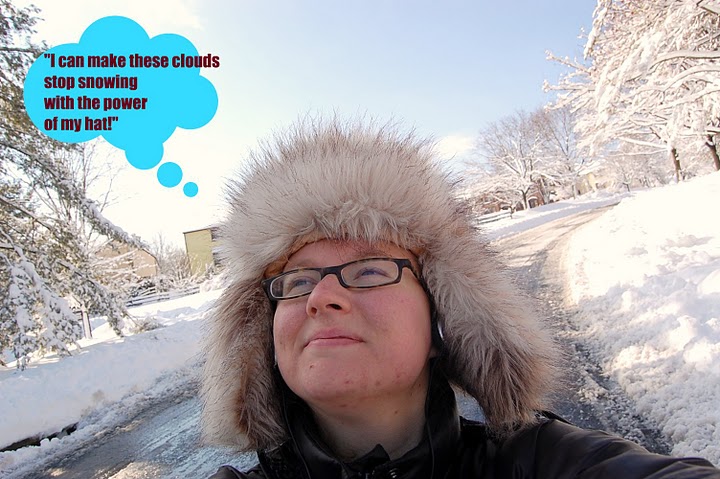 "I can make these clouds
stop snowing
with the power
of my hat!"